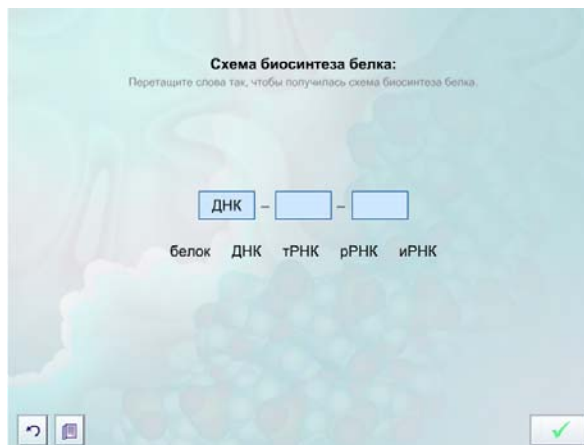 Схема биосинтеза белка:
Перетащите слова так, чтобы получилась схема биосинтеза белка.
ДНК – –
белок ДНК тРНК рРНК иРНК